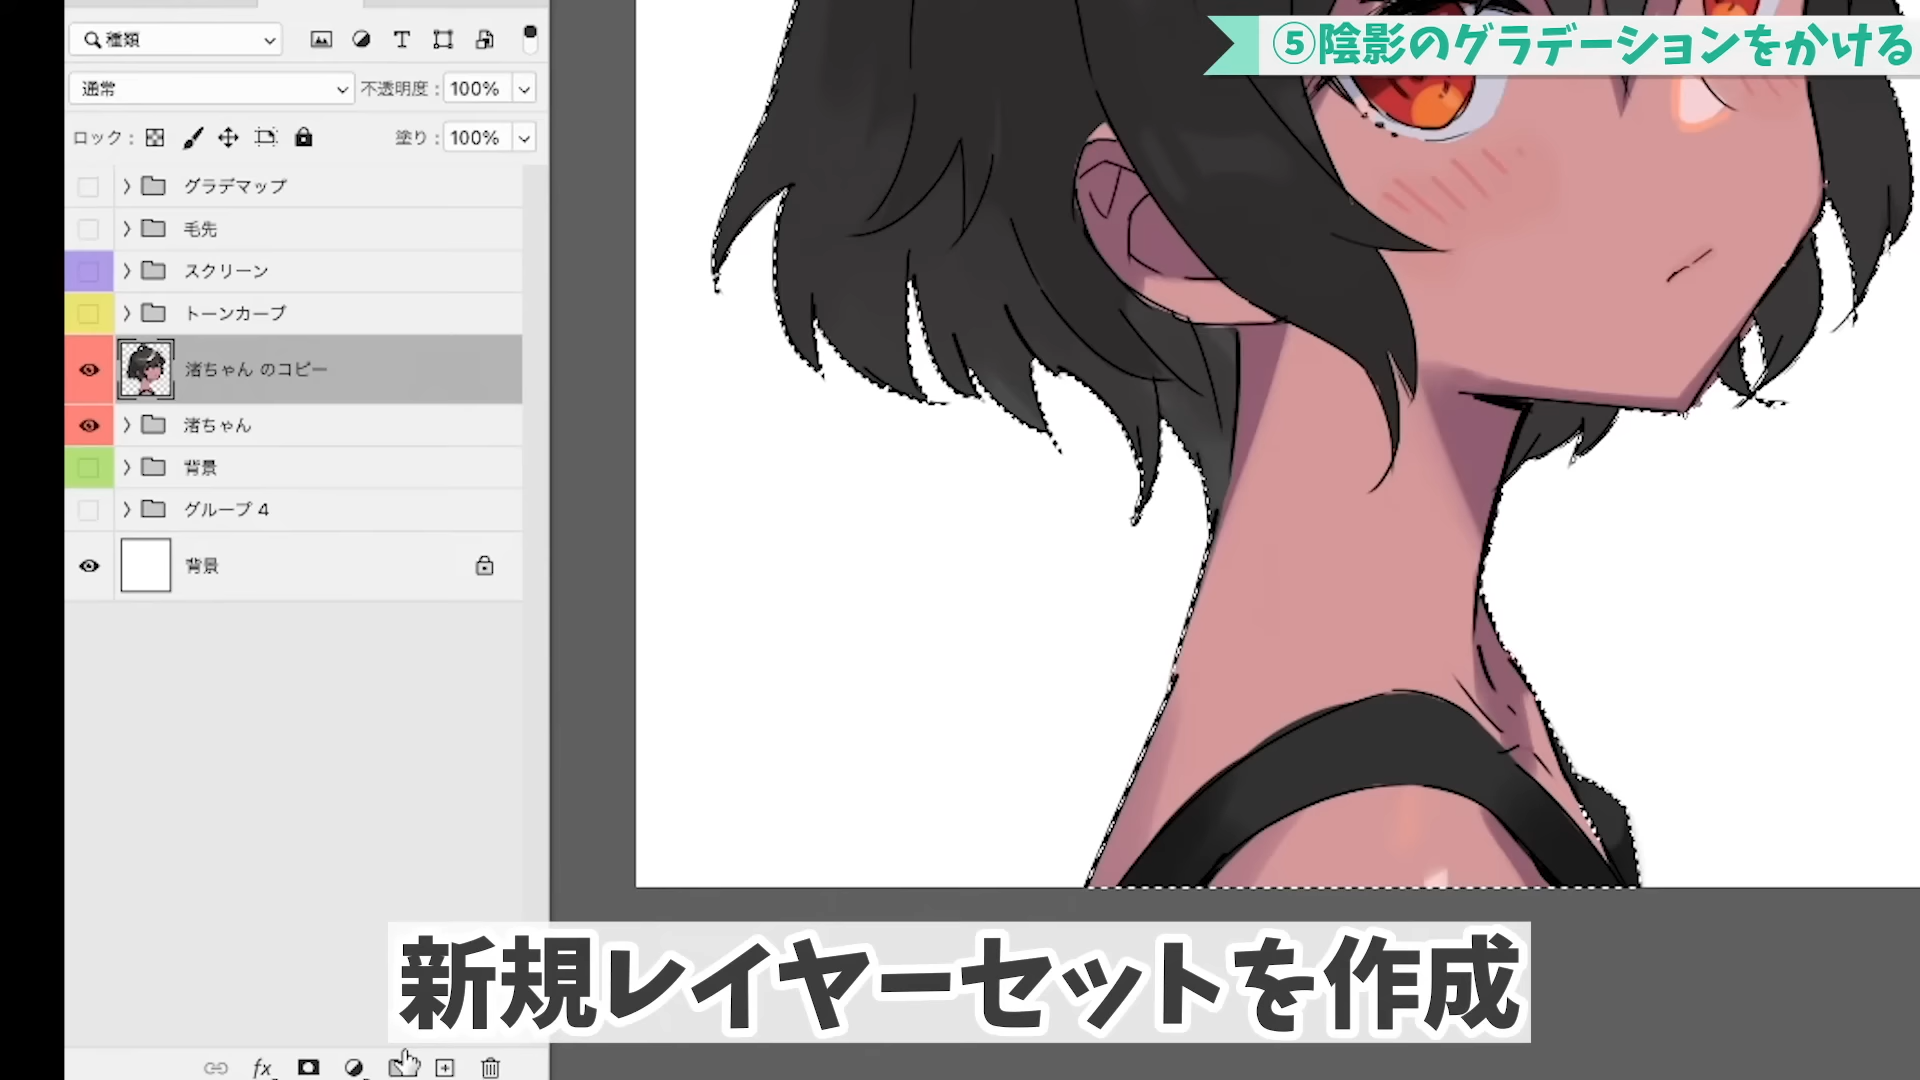 ⑤陰影のグラデーションをかける
種類
通常
不透明度：100%
ロック：
塗り：100%
グラデマップ
毛先
スクリーン
トーンカーブ
渚ちゃん のコピー
渚ちゃん
背景
グループ 4
背景
新規レイヤーセットを作成
fx